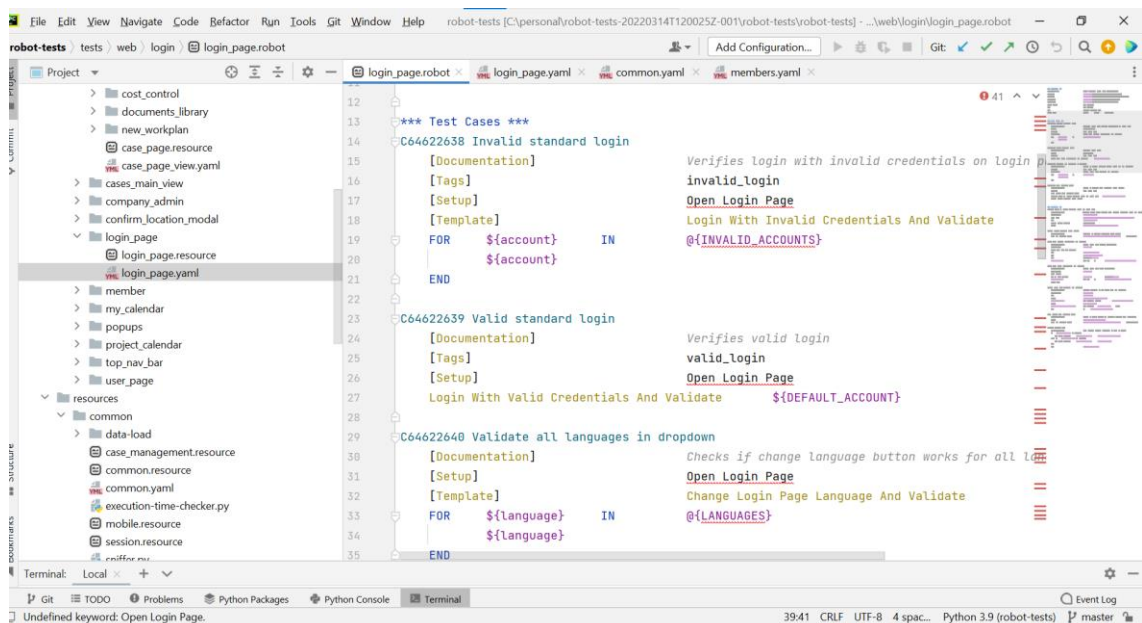 File Edit View Navigate Code Refactor Run Tools Git Window Help robot-tests [C:\personal\robot-tests-20220314T120025Z-001\robot-tests\robot-tests] - ...\web\login\login_page.robot
robot-tests tests web login login_page.robot Add Configuration... Git:
Project login_page.robot login_page.yaml common.yaml members.yaml
Project
Commit
Structure
Bookmarks
cost_control
documents_library
new_workplan
case_page.resource
case_page_view.yaml
cases_main_view
company_admin
confirm_location_modal
login_page
login_page.resource
login_page.yaml
member
my_calendar
popups
project_calendar
top_nav_bar
user_page
resources
common
data-load
case_management.resource
common.resource
common.yaml
execution-time-checker.py
mobile.resource
session.resource
sniffer.py
41
12
13 *** Test Cases ***
14 C64622638 Invalid standard login
15 [Documentation] Verifies login with invalid credentials on login
16 [Tags] invalid_login
17 [Setup] Open Login Page
18 [Template] Login With Invalid Credentials And Validate
19 FOR ${account} IN @{INVALID_ACCOUNTS}
20 ${account}
21 END
22
23 C64622639 Valid standard login
24 [Documentation] Verifies valid login
25 [Tags] valid_login
26 [Setup] Open Login Page
27 Login With Valid Credentials And Validate ${DEFAULT_ACCOUNT}
28
29 C64622640 Validate all languages in dropdown
30 [Documentation] Checks if change language button works for all
31 [Setup] Open Login Page
32 [Template] Change Login Page Language And Validate
33 FOR ${language} IN @{LANGUAGES}
34 ${language}
35 END
Terminal: Local
Git TODO Problems Python Packages Python Console Terminal Event Log
Undefined keyword: Open Login Page. 39:41 CRLF UTF-8 4 spac... Python 3.9 (robot-tests) master